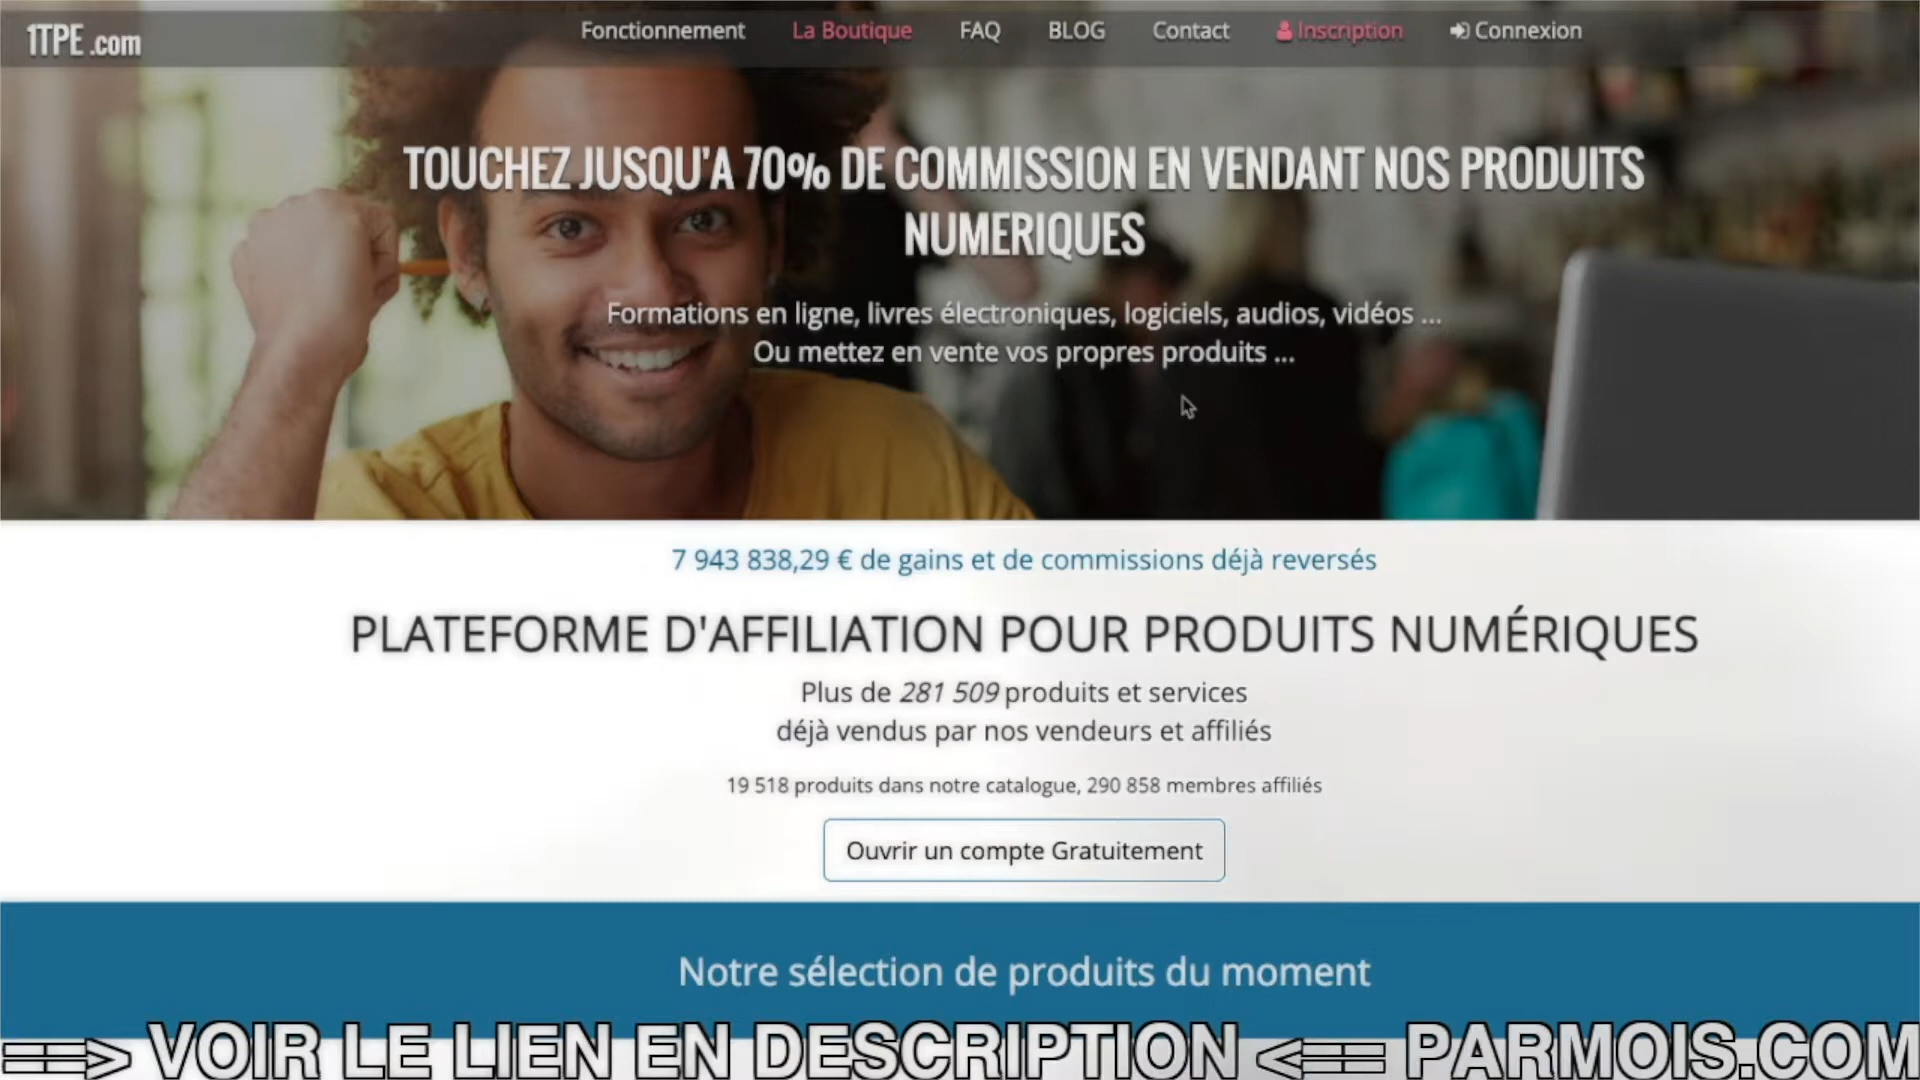 1TPE .com
Fonctionnement La Boutique FAQ BLOG Contact Inscription Connexion
TOUCHEZ JUSQU'A 70% DE COMMISSION EN VENDANT NOS PRODUITS
NUMERIQUES
Formations en ligne, livres électroniques, logiciels, audios, vidéos ...
Ou mettez en vente vos propres produits ...
7 943 838,29 € de gains et de commissions déjà reversés
PLATEFORME D'AFFILIATION POUR PRODUITS NUMÉRIQUES
Plus de 281 509 produits et services
déjà vendus par nos vendeurs et affiliés
19 518 produits dans notre catalogue, 290 858 membres affiliés
Ouvrir un compte Gratuitement
Notre sélection de produits du moment
==> VOIR LE LIEN EN DESCRIPTION <== PARMOIS.COM